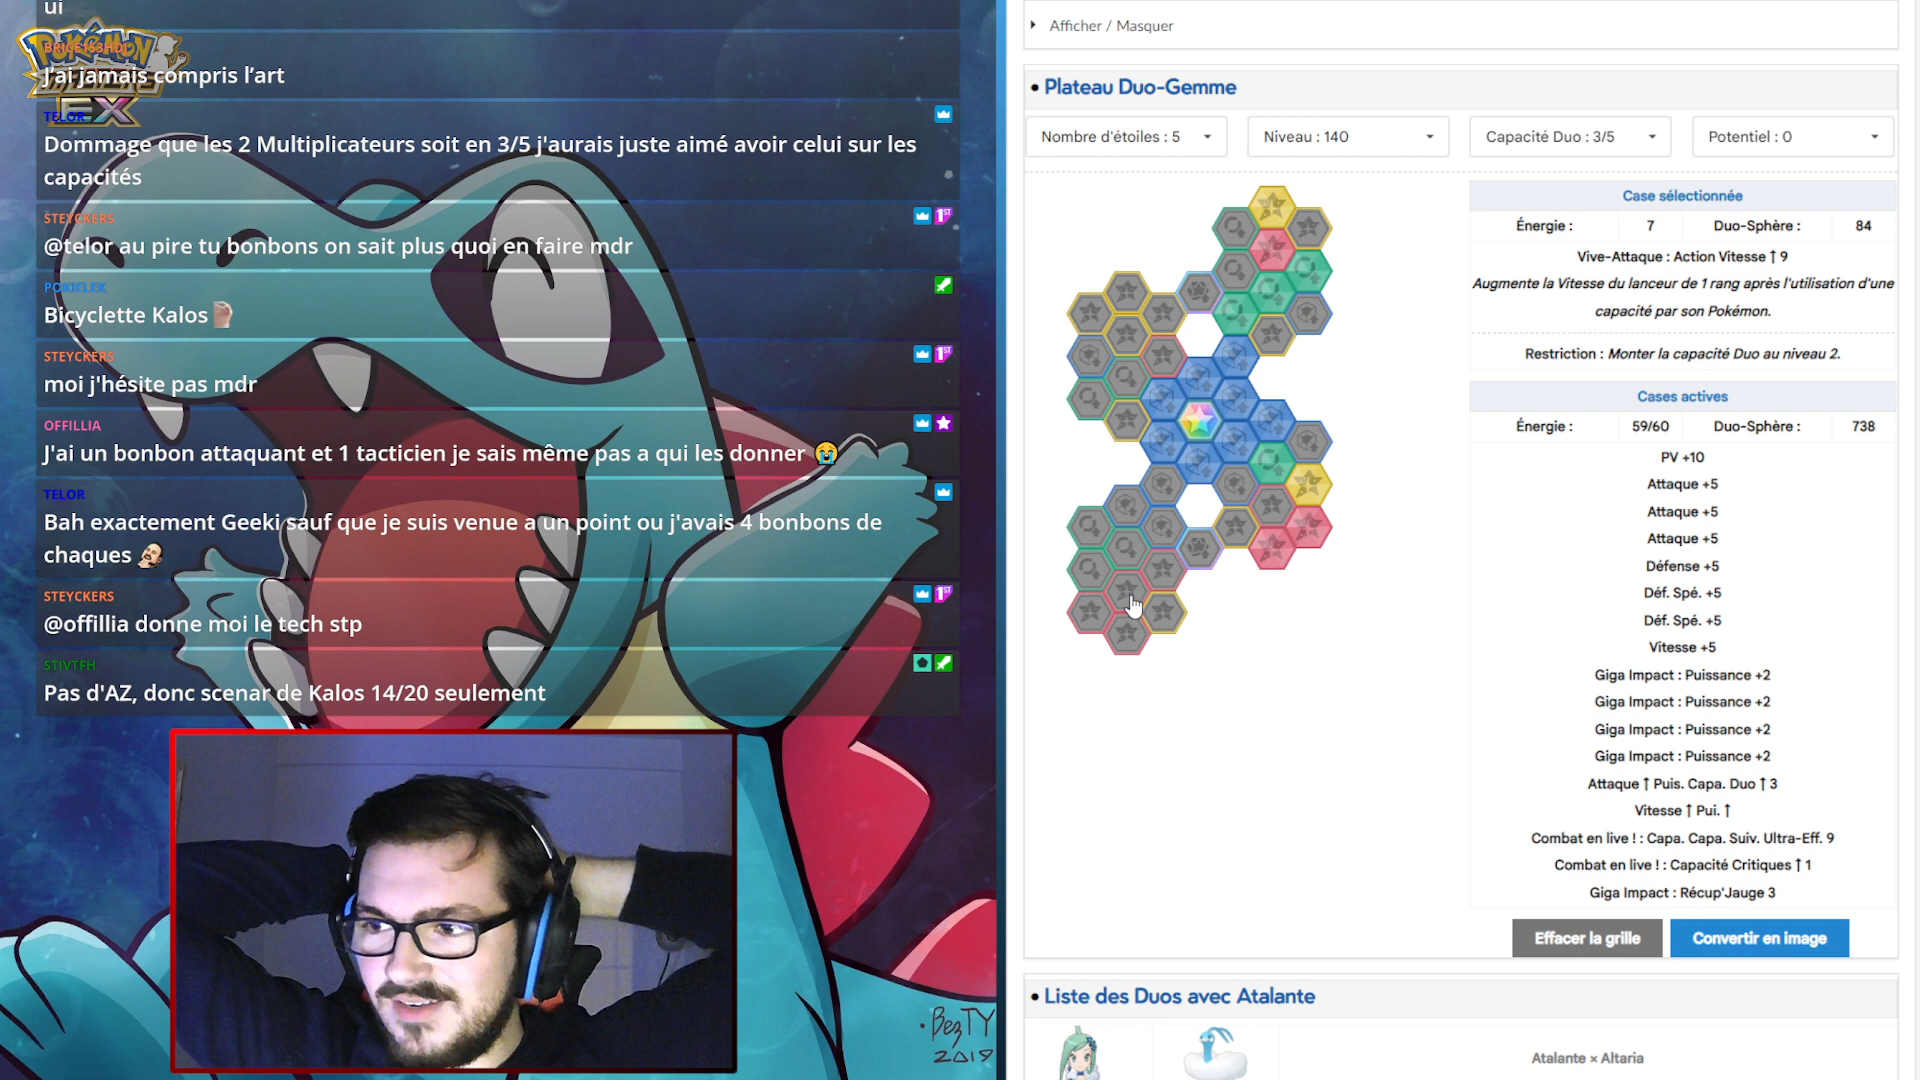 ui
POKÉMON
EX
BRICE153HDJ
J'ai jamais compris l'art
TELOR
Dommage que les 2 Multiplicateurs soit en 3/5 j'aurais juste aimé avoir celui sur les
capacités
STEYCKERS
1ST
@telor au pire tu bonbons on sait plus quoi en faire mdr
POKIELEK
Bicyclette Kalos
STEYCKERS
1ST
moi j'hésite pas mdr
OFFILLIA
J'ai un bonbon attaquant et 1 tacticien je sais même pas a qui les donner
TELOR
Bah exactement Geeki sauf que je suis venue a un point ou j'avais 4 bonbons de
chaques
STEYCKERS
1ST
@offillia donne moi le tech stp
STIVTFH
Pas d'AZ, donc scenar de Kalos 14/20 seulement
BezTY
2019
Afficher / Masquer
• Plateau Duo-Gemme
Nombre d'étoiles : 5
Niveau : 140
Capacité Duo : 3/5
Potentiel : 0
Case sélectionnée
Énergie : 7 Duo-Sphère : 84
Vive-Attaque : Action Vitesse ↑ 9
Augmente la Vitesse du lanceur de 1 rang après l'utilisation d'une
capacité par son Pokémon.
Restriction : Monter la capacité Duo au niveau 2.
Cases actives
Énergie : 59/60 Duo-Sphère : 738
PV +10
Attaque +5
Attaque +5
Attaque +5
Défense +5
Déf. Spé. +5
Déf. Spé. +5
Vitesse +5
Giga Impact : Puissance +2
Giga Impact : Puissance +2
Giga Impact : Puissance +2
Giga Impact : Puissance +2
Attaque ↑ Puis. Capa. Duo ↑ 3
Vitesse ↑ Pui. ↑
Combat en live ! : Capa. Capa. Suiv. Ultra-Eff. 9
Combat en live ! : Capacité Critiques ↑ 1
Giga Impact : Récup'Jauge 3
Effacer la grille
Convertir en image
• Liste des Duos avec Atalante
Atalante × Altaria